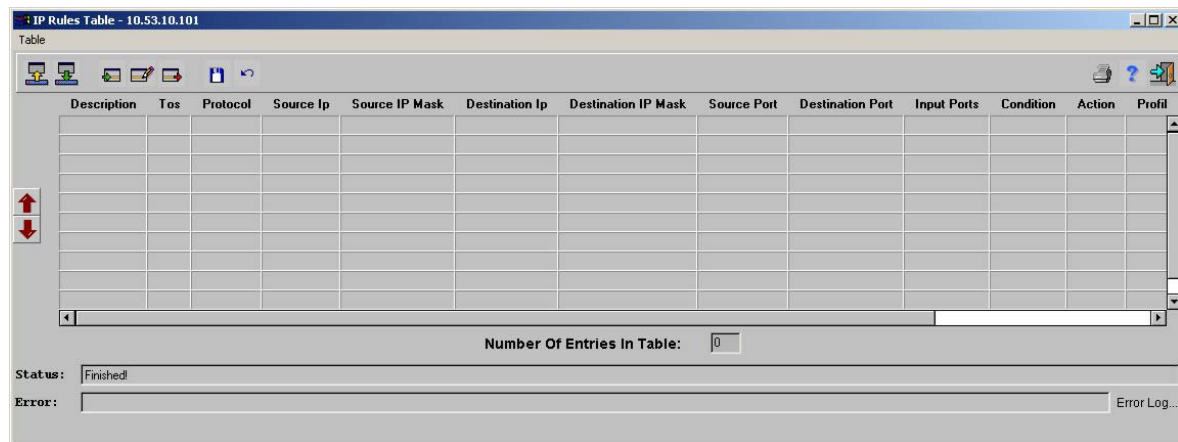 IP Rules Table - 10.53.10.101
Table
Description Tos Protocol Source Ip Source IP Mask Destination Ip Destination IP Mask Source Port Destination Port Input Ports Condition Action Profil
Number Of Entries In Table: 0
Status: Finished!
Error: Error Log...